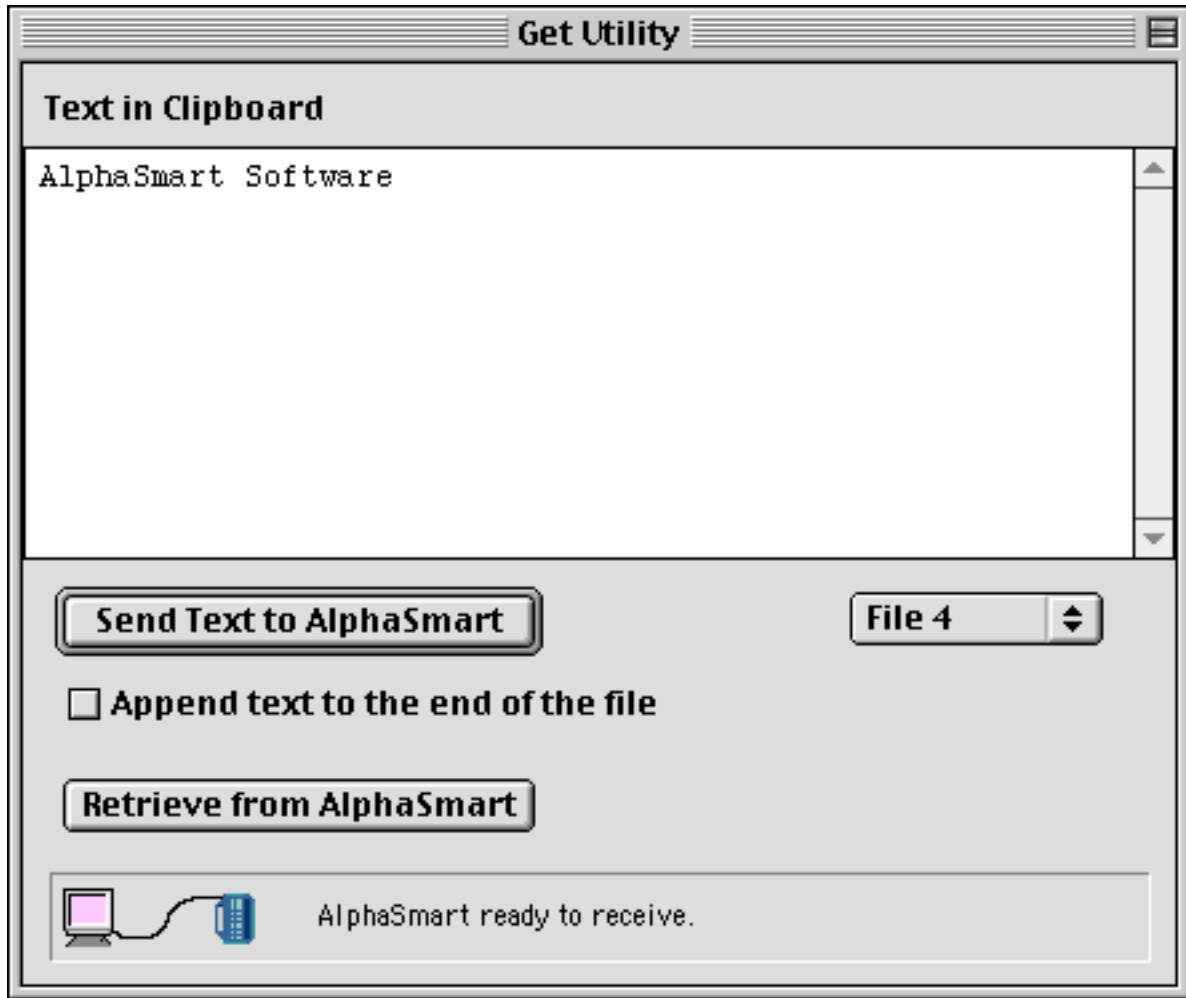 Get Utility
Text in Clipboard
AlphaSmart Software
Send Text to AlphaSmart
File 4
Append text to the end of the file
Retrieve from AlphaSmart
AlphaSmart ready to receive.